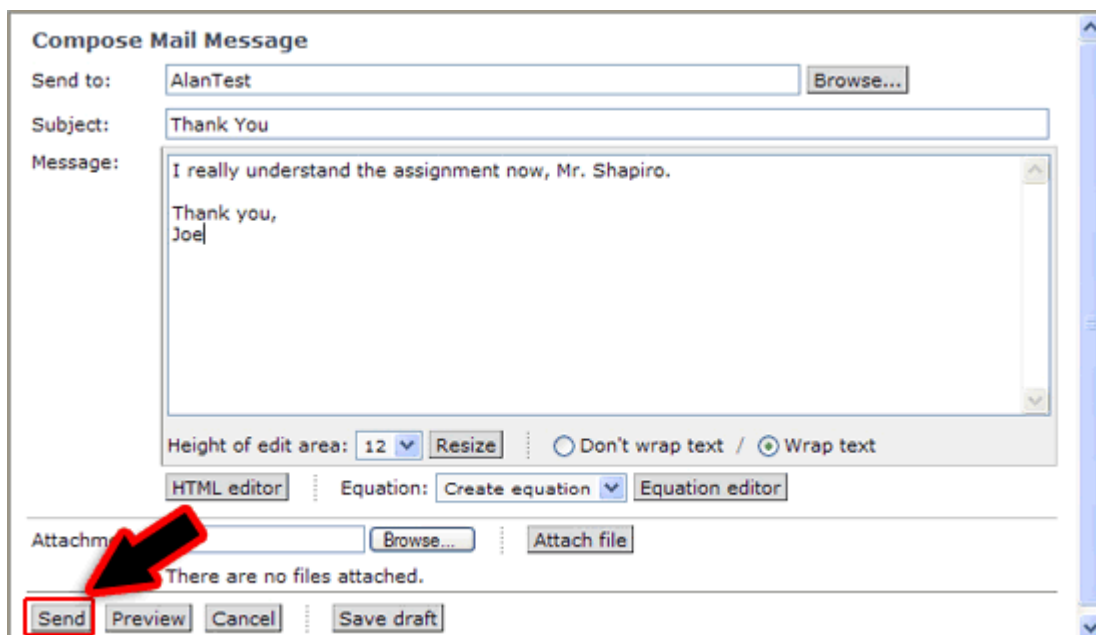 Compose Mail Message
Send to: AlanTest Browse...
Subject: Thank You
Message: I really understand the assignment now, Mr. Shapiro.
Thank you,
Joe
Height of edit area: 12 Resize Don't wrap text / Wrap text
HTML editor Equation: Create equation Equation editor
Attachm Browse... Attach file
There are no files attached.
Send Preview Cancel Save draft